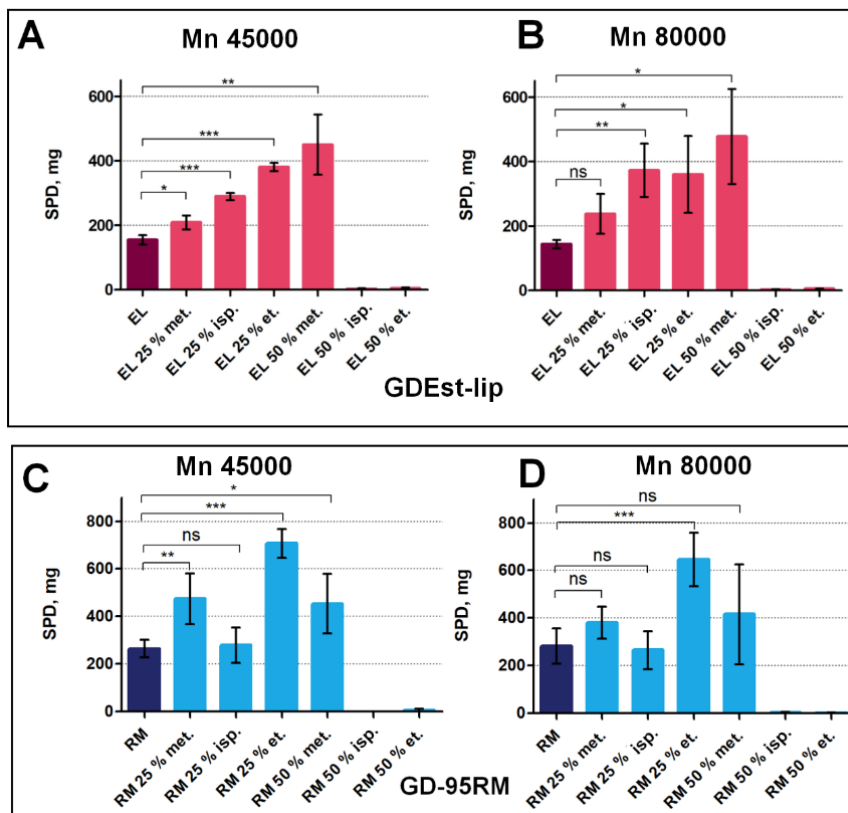 A
Mn 45000
SPD, mg
600
400
200
0
*
***
***
**
EL
EL 25 % met.
EL 25 % isp.
EL 25 % et.
EL 50 % met.
EL 50 % isp.
EL 50 % et.
B
Mn 80000
SPD, mg
600
400
200
0
ns
**
*
*
EL
EL 25 % met.
EL 25 % isp.
EL 25 % et.
EL 50 % met.
EL 50 % isp.
EL 50 % et.
GDEst-lip
C
Mn 45000
SPD, mg
800
600
400
200
0
**
ns
***
*
RM
RM 25 % met.
RM 25 % isp.
RM 25 % et.
RM 50 % met.
RM 50 % isp.
RM 50 % et.
D
Mn 80000
SPD, mg
800
600
400
200
0
ns
ns
***
ns
RM
RM 25 % met.
RM 25 % isp.
RM 25 % et.
RM 50 % met.
RM 50 % isp.
RM 50 % et.
GD-95RM